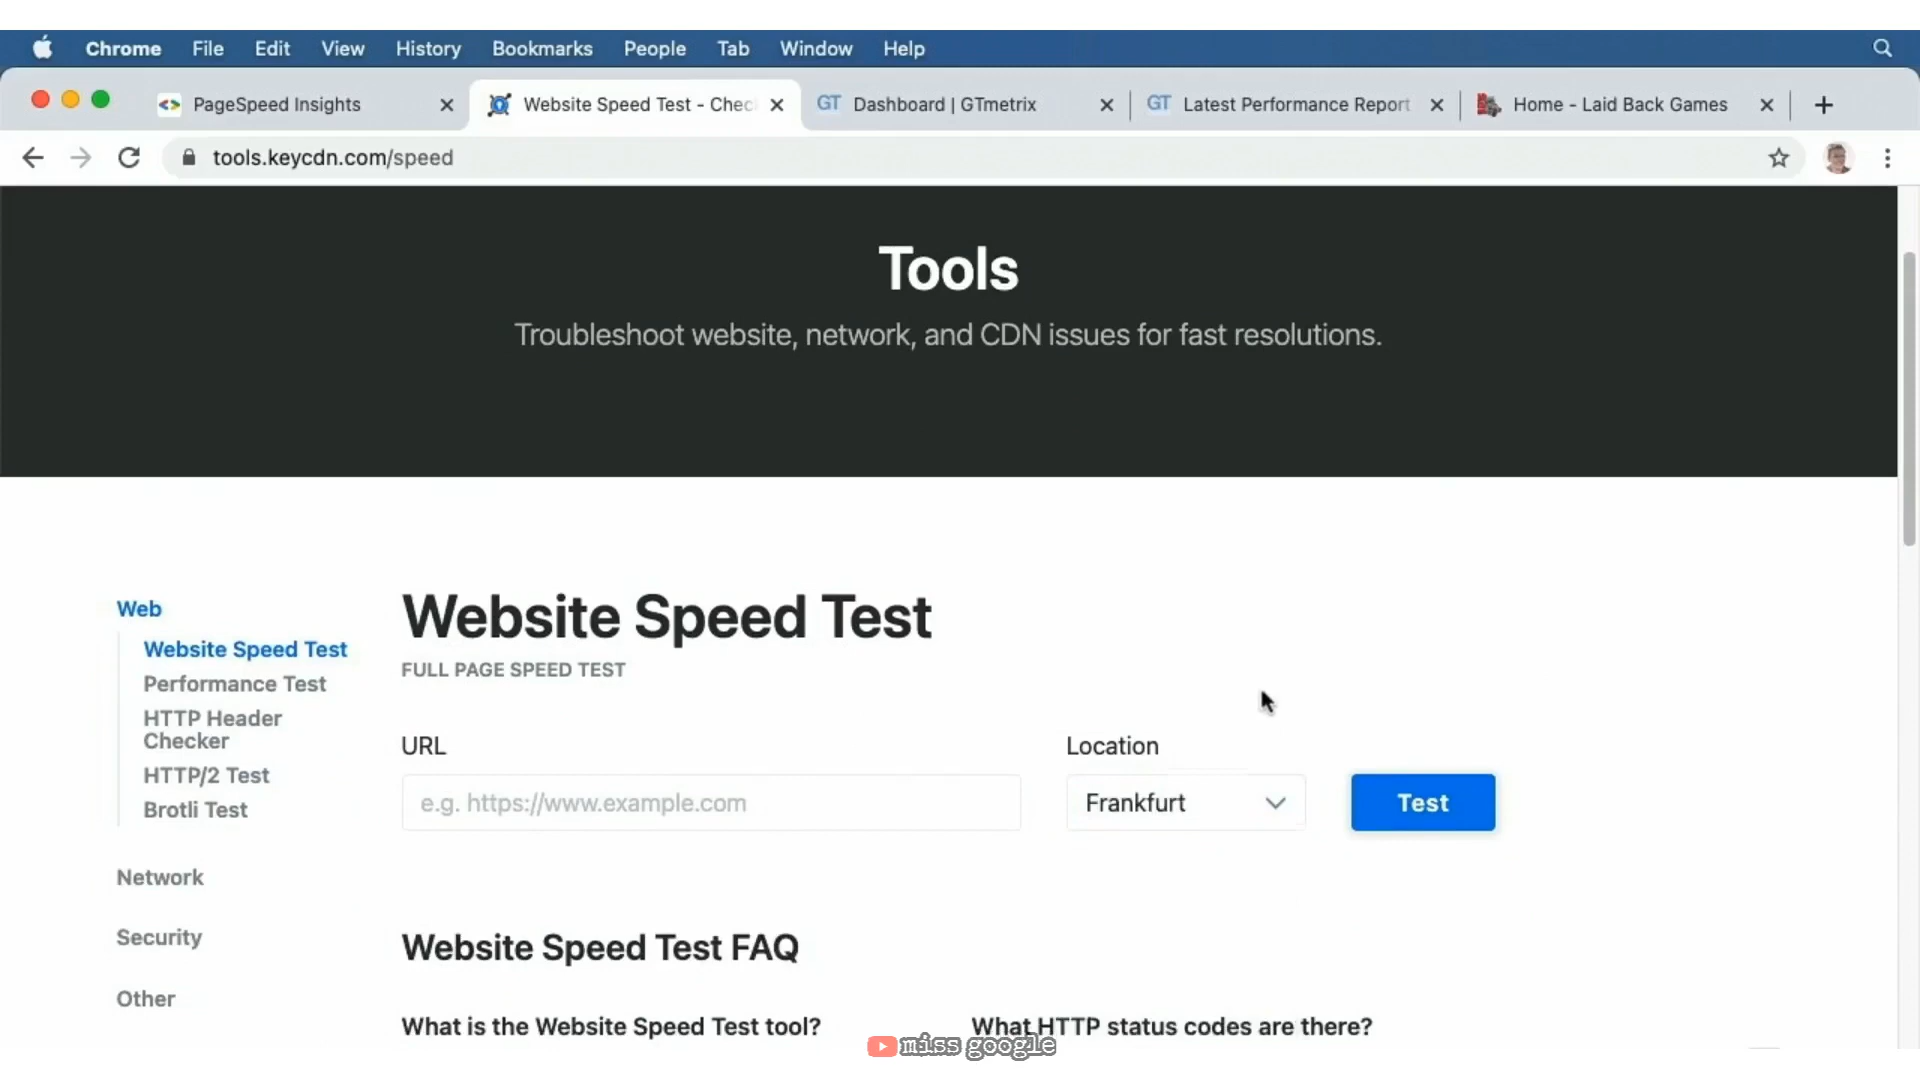 Chrome File Edit View History Bookmarks People Tab Window Help
PageSpeed Insights
Website Speed Test - Chec
GT Dashboard | GTmetrix
GT Latest Performance Report
Home - Laid Back Games
tools.keycdn.com/speed
Tools
Troubleshoot website, network, and CDN issues for fast resolutions.
Web
Website Speed Test
Performance Test
HTTP Header
Checker
HTTP/2 Test
Brotli Test
Network
Security
Other
Website Speed Test
FULL PAGE SPEED TEST
URL
Location
e.g. https://www.example.com
Frankfurt
Test
Website Speed Test FAQ
What is the Website Speed Test tool?
What HTTP status codes are there?
miss google